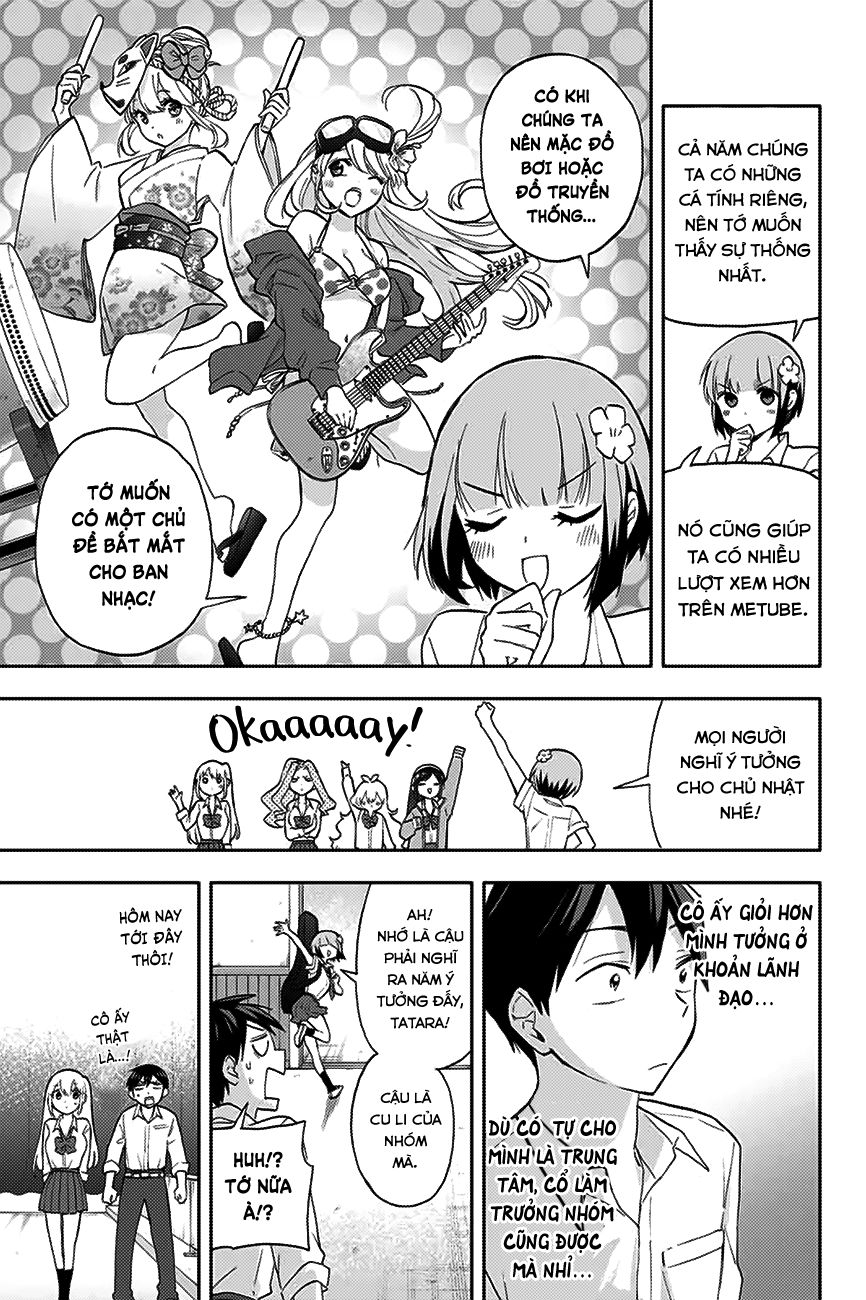 CẢ NĂM CHÚNG
TA CÓ NHỮNG
CÁ TÍNH RIÊNG,
NÊN TỚ MUỐN
THẤY SỰ THỐNG
NHẤT.
NÓ CŨNG GIÚP
TA CÓ NHIỀU
LƯỢT XEM HƠN
TRÊN METUBE.
CÓ KHI
CHÚNG TA
NÊN MẶC ĐỒ
BƠI HOẶC
ĐỒ TRUYỀN
THỐNG...
TỚ MUỐN
CÓ MỘT CHỦ
ĐỀ BẮT MẮT
CHO BAN
NHẠC!
MỌI NGƯỜI
NGHĨ Ý TƯỞNG
CHO CHỦ NHẬT
NHÉ!
Okaaaaay!
CÔ ẤY GIỎI HƠN
MÌNH TƯỞNG Ở
KHOẢN LÃNH
ĐẠO...
DÙ CÓ TỰ CHO
MÌNH LÀ TRUNG
TÂM, CỔ LÀM
TRƯỞNG NHÓM
CŨNG ĐƯỢC
MÀ NHỈ...
AH!
NHỚ LÀ CẬU
PHẢI NGHĨ
RA NĂM Ý
TƯỞNG ĐẤY,
TATARA!
CẬU LÀ
CU LI CỦA
NHÓM
MÀ.
HUH!?
TỚ NỮA
À!?
HÔM NAY
TỚI ĐÂY
THÔI!
CÔ ẤY
THẬT
LÀ...!